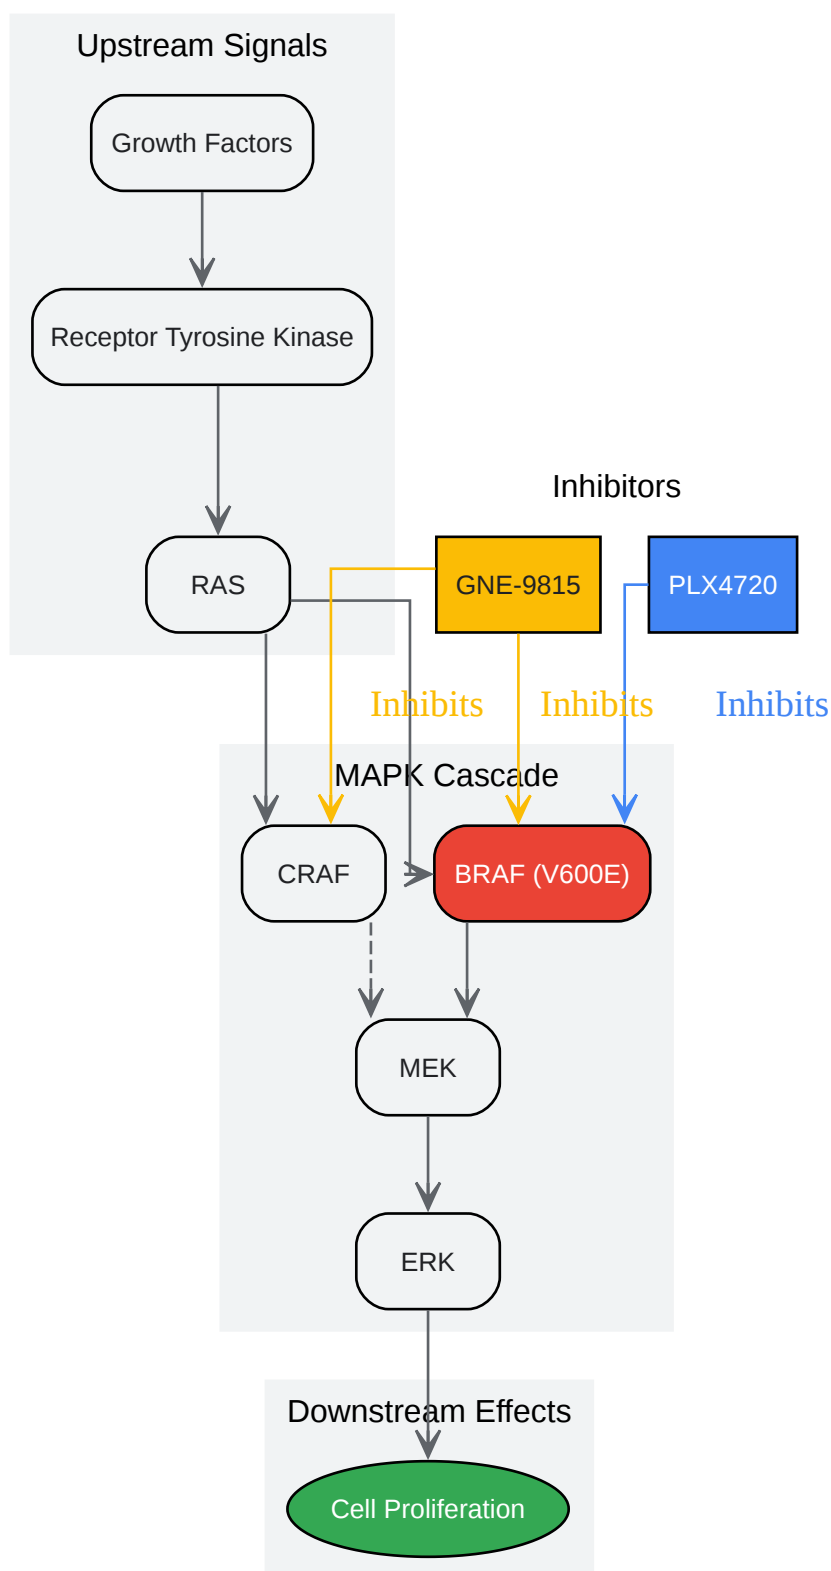 Upstream Signals
Growth Factors
Receptor Tyrosine Kinase
Inhibitors
RAS
GNE-9815
PLX4720
Inhibits
Inhibits
Inhibits
MAPK Cascade
CRAF
BRAF (V600E)
MEK
ERK
Downstream Effects
Cell Proliferation